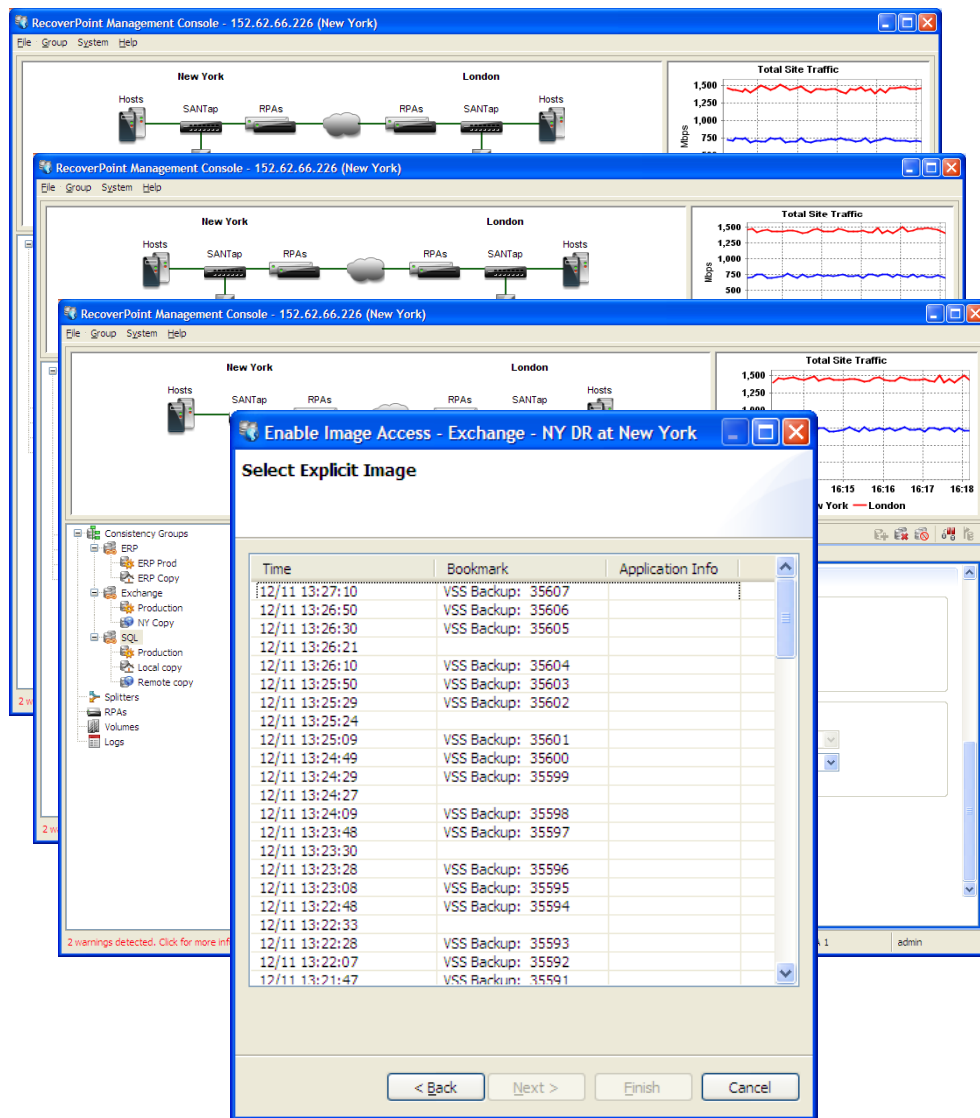 RecoverPoint Management Console - 152.62.66.226 (New York)
File Group System Help
New York London
Hosts SANTap RPAs RPAs SANTap Hosts
Total Site Traffic
1,500
1,250
1,000
750
Mbps
RecoverPoint Management Console - 152.62.66.226 (New York)
File Group System Help
New York London
Hosts SANTap RPAs RPAs SANTap Hosts
Total Site Traffic
1,500
1,250
1,000
750
500
Mbps
RecoverPoint Management Console - 152.62.66.226 (New York)
File Group System Help
New York London
Hosts SANTap RPAs RPAs SANTap Hosts
Total Site Traffic
1,500
1,250
16:15 16:16 16:17 16:18
York London
Consistency Groups
ERP
ERP Prod
ERP Copy
Exchange
Production
NY Copy
SQL
Production
Local copy
Remote copy
Splitters
RPAs
Volumes
Logs
2 w
2 w
2 warnings detected. Click for more inf
1 admin
Enable Image Access - Exchange - NY DR at New York
Select Explicit Image
Time Bookmark Application Info
12/11 13:27:10 VSS Backup: 35607
12/11 13:26:50 VSS Backup: 35606
12/11 13:26:30 VSS Backup: 35605
12/11 13:26:21
12/11 13:26:10 VSS Backup: 35604
12/11 13:25:50 VSS Backup: 35603
12/11 13:25:29 VSS Backup: 35602
12/11 13:25:24
12/11 13:25:09 VSS Backup: 35601
12/11 13:24:49 VSS Backup: 35600
12/11 13:24:29 VSS Backup: 35599
12/11 13:24:27
12/11 13:24:09 VSS Backup: 35598
12/11 13:23:48 VSS Backup: 35597
12/11 13:23:30
12/11 13:23:28 VSS Backup: 35596
12/11 13:23:08 VSS Backup: 35595
12/11 13:22:48 VSS Backup: 35594
12/11 13:22:33
12/11 13:22:28 VSS Backup: 35593
12/11 13:22:07 VSS Backup: 35592
12/11 13:21:47 VSS Backup: 35591
< Back Next > Finish Cancel